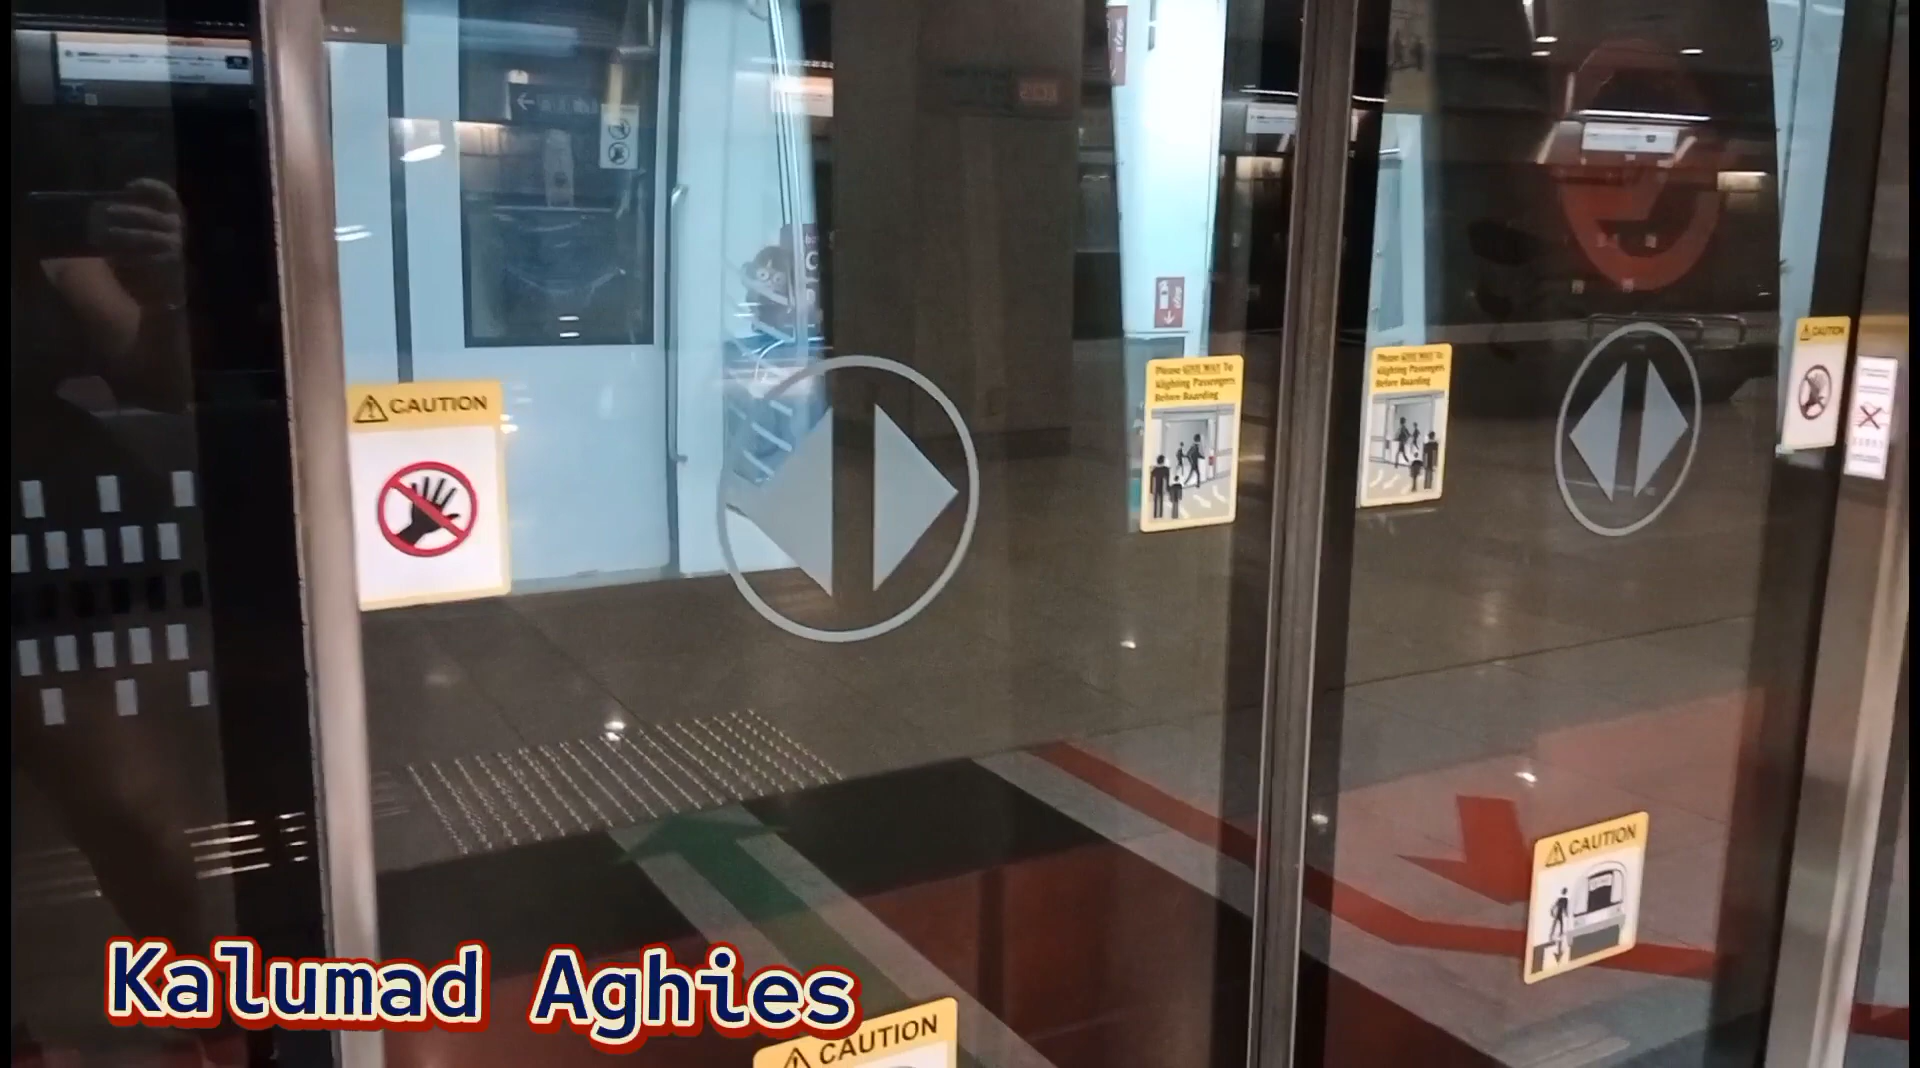 CAUTION
Please GIVE WAY To
Alighting Passengers
Before Boarding
Please GIVE WAY To
Alighting Passengers
Before Boarding
CAUTION
CAUTION
CAUTION
Kalumad Aghies